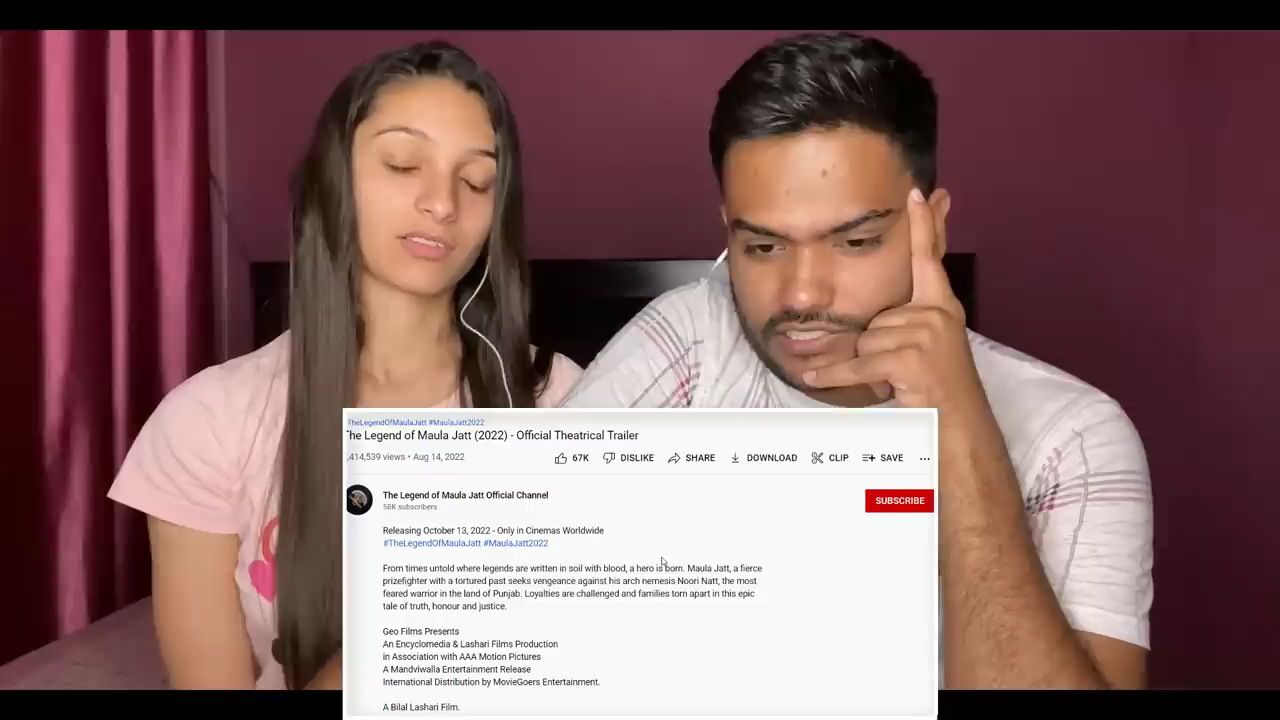 TheLegendOfMaulaJatt #MaulaJatt2022
The Legend of Maula Jatt (2022) - Official Theatrical Trailer
,414,539 views • Aug 14, 2022
67K DISLIKE SHARE DOWNLOAD CLIP SAVE ...
The Legend of Maula Jatt Official Channel
58K subscribers
SUBSCRIBE
Releasing October 13, 2022 - Only in Cinemas Worldwide
#TheLegendOfMaulaJatt #MaulaJatt2022
From times untold where legends are written in soil with blood, a hero is born. Maula Jatt, a fierce
prizefighter with a tortured past seeks vengeance against his arch nemesis Noori Natt, the most
feared warrior in the land of Punjab. Loyalties are challenged and families torn apart in this epic
tale of truth, honour and justice.
Geo Films Presents
An Encyclomedia & Lashari Films Production
in Association with AAA Motion Pictures
A Mandviwalla Entertainment Release
International Distribution by MovieGoers Entertainment.
A Bilal Lashari Film.